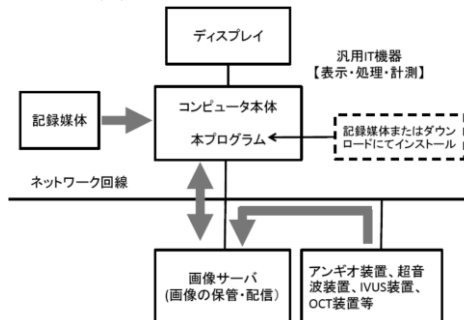 ディスプレイ
汎用IT機器
【表示・処理・計測】
コンピュータ本体
本プログラム
記録媒体
記録媒体またはダウン
ロードにてインストール
ネットワーク回線
画像サーバ
(画像の保管・配信)
アンギオ装置、超音
波装置、IVUS装置、
OCT装置等